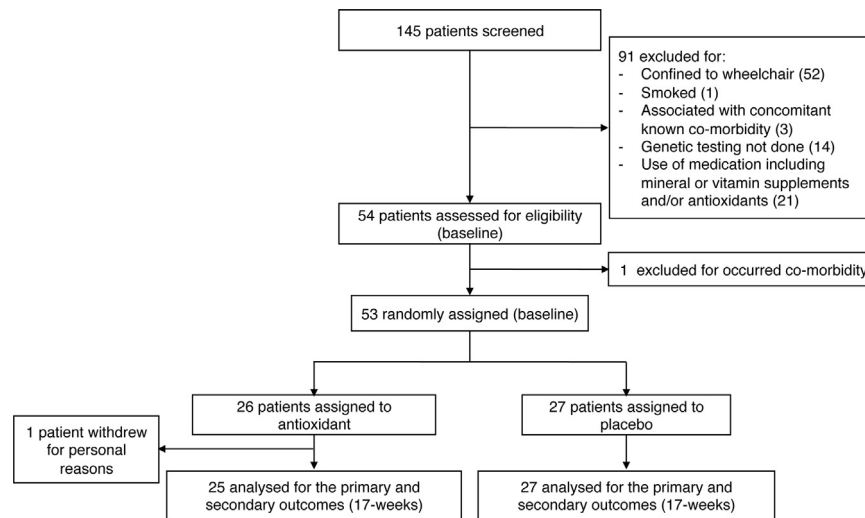 145 patients screened
91 excluded for:
- Confined to wheelchair (52)
- Smoked (1)
- Associated with concomitant
known co-morbidity (3)
- Genetic testing not done (14)
- Use of medication including
mineral or vitamin supplements
and/or antioxidants (21)
54 patients assessed for eligibility
(baseline)
1 excluded for occurred co-morbidity
53 randomly assigned (baseline)
26 patients assigned to
antioxidant
27 patients assigned to
placebo
1 patient withdrew
for personal
reasons
25 analysed for the primary and
secondary outcomes (17-weeks)
27 analysed for the primary and
secondary outcomes (17-weeks)